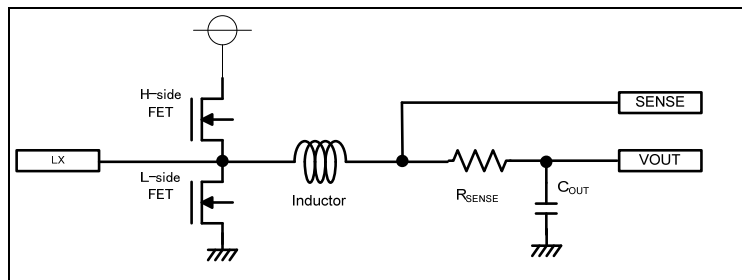 H-side
FET
SENSE
LX
VOUT
L-side
FET
Inductor
RSENSE
COUT